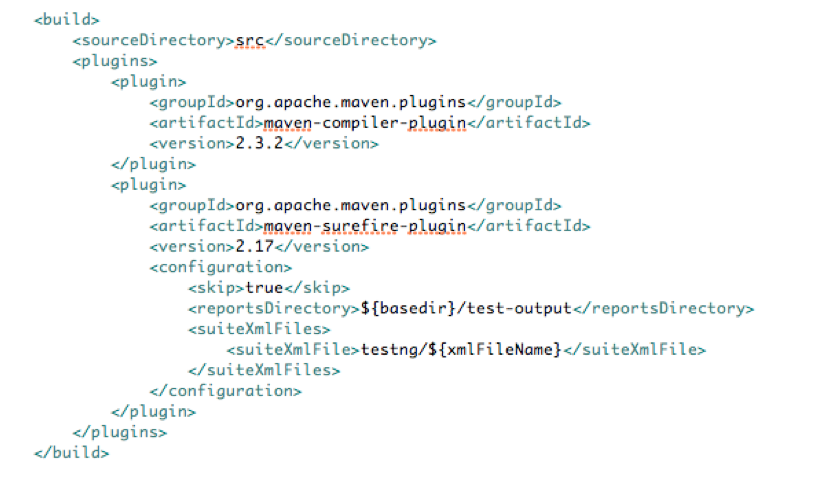 <build>
    <sourceDirectory>src</sourceDirectory>
    <plugins>
        <plugin>
            <groupId>org.apache.maven.plugins</groupId>
            <artifactId>maven-compiler-plugin</artifactId>
            <version>2.3.2</version>
        </plugin>
        <plugin>
            <groupId>org.apache.maven.plugins</groupId>
            <artifactId>maven-surefire-plugin</artifactId>
            <version>2.17</version>
            <configuration>
                <skip>true</skip>
                <reportsDirectory>${basedir}/test-output</reportsDirectory>
                <suiteXmlFiles>
                    <suiteXmlFile>testng/${xmlFileName}</suiteXmlFile>
                </suiteXmlFiles>
            </configuration>
        </plugin>
    </plugins>
</build>